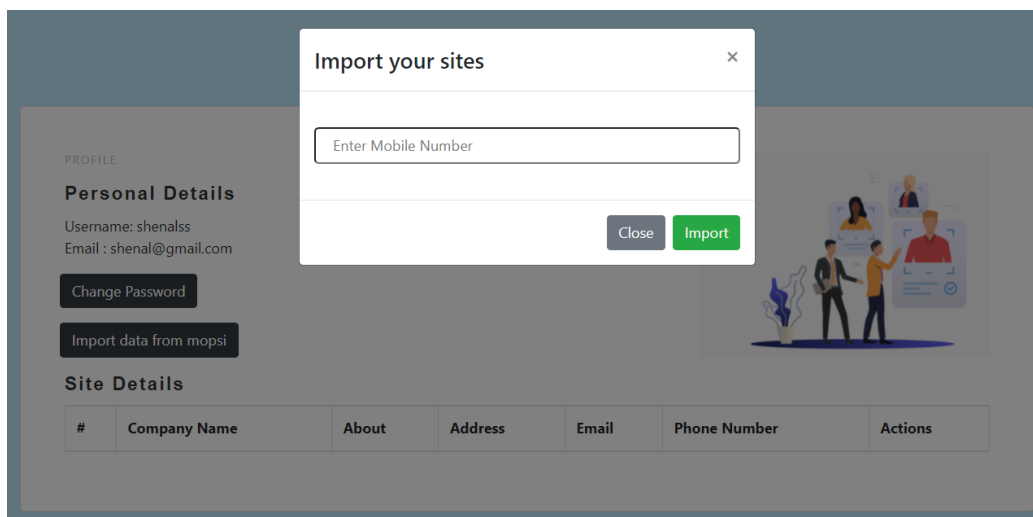 Import your sites ×
Enter Mobile Number
Close Import
PROFILE
Personal Details
Username: shenalss
Email : shenal@gmail.com
Change Password
Import data from mopsi
Site Details
# Company Name About Address Email Phone Number Actions